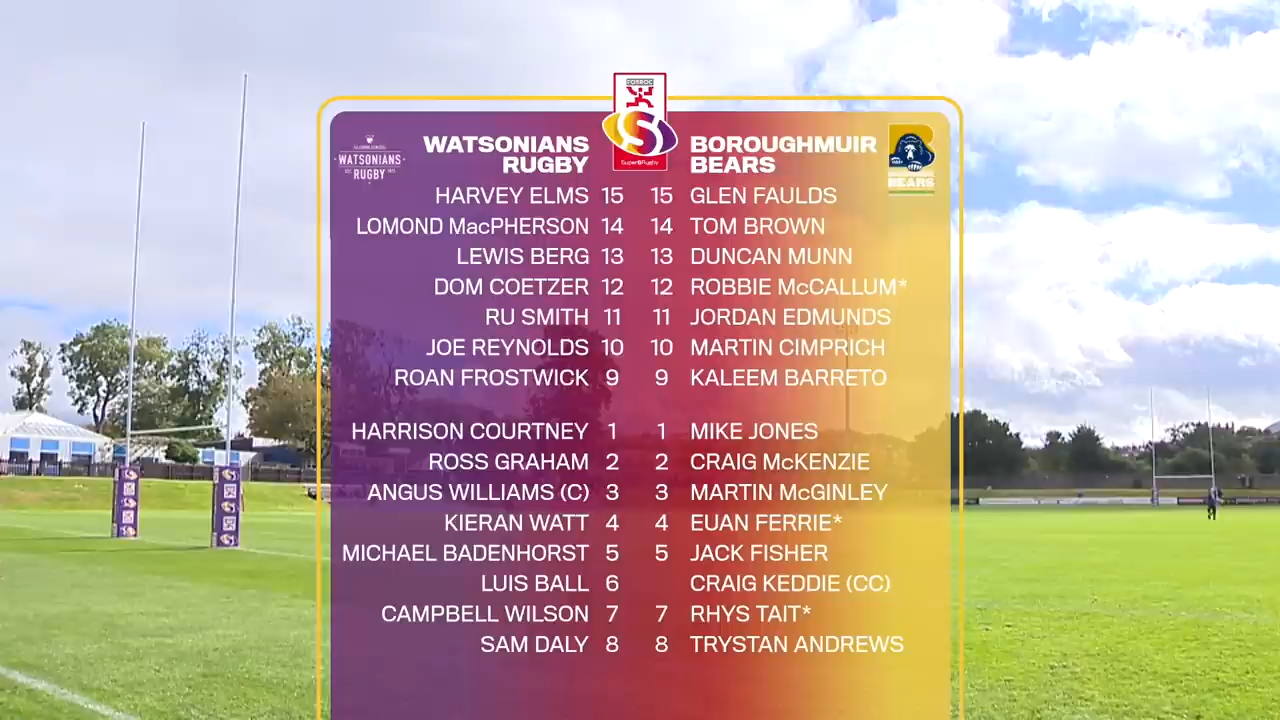 FOSROC
SUPER6RUGBY
WATSONIANS
RUGBY
BOROUGHMUIR
BEARS
WATSONIANS
RUGBY
BEARS
HARVEY ELMS 15 15 GLEN FAULDS
LOMOND MacPHERSON 14 14 TOM BROWN
LEWIS BERG 13 13 DUNCAN MUNN
DOM COETZER 12 12 ROBBIE McCALLUM*
RU SMITH 11 11 JORDAN EDMUNDS
JOE REYNOLDS 10 10 MARTIN CIMPRICH
ROAN FROSTWICK 9 9 KALEEM BARRETO
HARRISON COURTNEY 1 1 MIKE JONES
ROSS GRAHAM 2 2 CRAIG McKENZIE
ANGUS WILLIAMS (C) 3 3 MARTIN McGINLEY
KIERAN WATT 4 4 EUAN FERRIE*
MICHAEL BADENHORST 5 5 JACK FISHER
LUIS BALL 6 CRAIG KEDDIE (CC)
CAMPBELL WILSON 7 7 RHYS TAIT*
SAM DALY 8 8 TRYSTAN ANDREWS